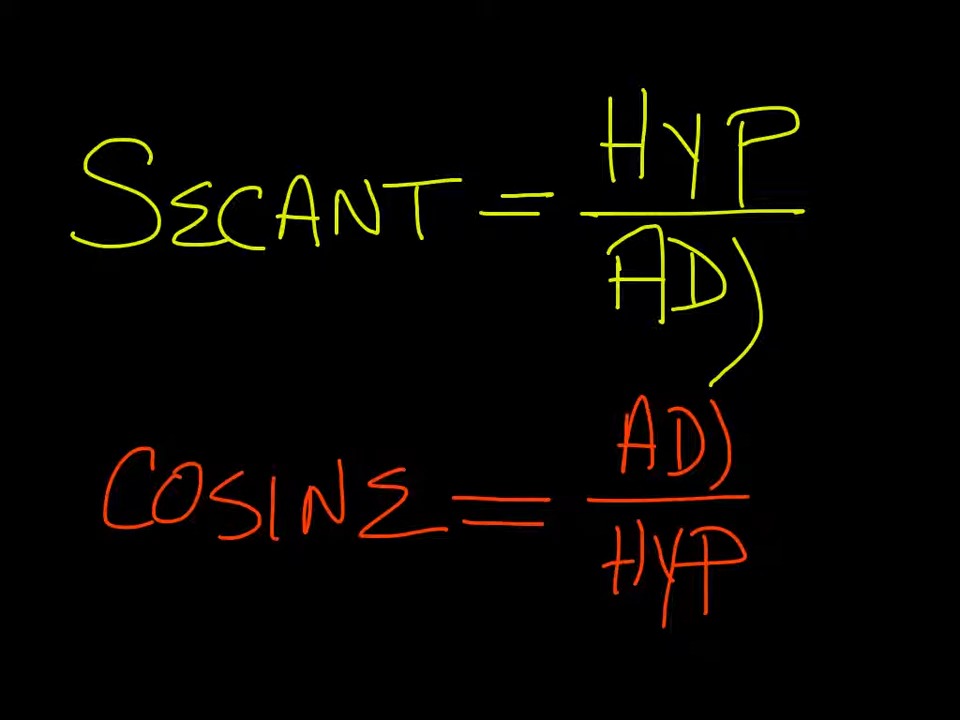 SECANT = HYP / ADJ
COSINE = ADJ / HYP